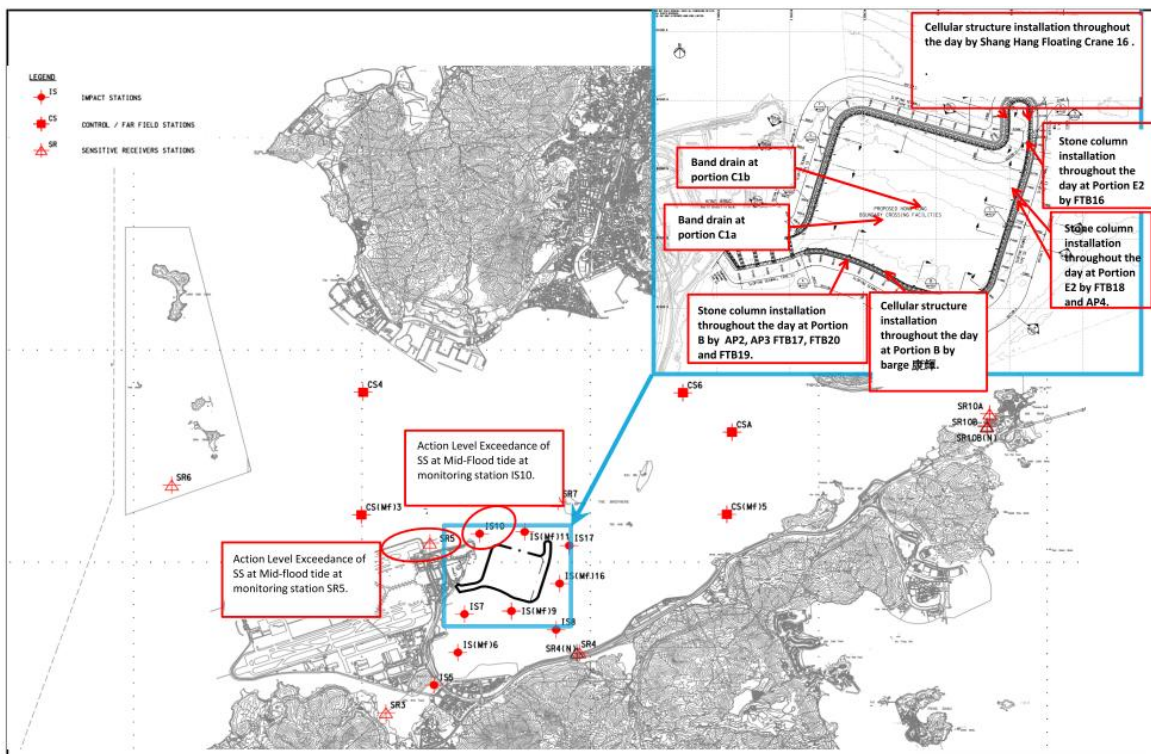 LEGEND
IS
IMPACT STATIONS
CS
CONTROL / FAR FIELD STATIONS
SR
SENSITIVE RECEIVERS STATIONS
Cellular structure installation throughout
the day by Shang Hang Floating Crane 16 .
Stone column
installation
throughout the
day at Portion E2
by FTB16
Band drain at
portion C1b
PROPOSED HONG KONG
BOUNDARY CROSSING FACILITIES
Band drain at
portion C1a
Stone column
installation
throughout the
day at Portion
E2 by FTB18
and AP4.
Stone column installation
throughout the day at Portion
B by AP2, AP3 FTB17, FTB20
and FTB19.
Cellular structure
installation
throughout the day
at Portion B by
barge 康輝.
CS4
CS6
CSA
SR10A
SR10B
SR10B(N)
Action Level Exceedance of
SS at Mid-Flood tide at
monitoring station IS10.
SR6
SR7
THE BROTHERS
CS(Mf)3
CS(Mf)5
IS10
IS(Mf)11
SR5
IS17
Action Level Exceedance of
SS at Mid-flood tide at
monitoring station SR5.
IS(Mf)16
IS7
IS(Mf)9
IS8
IS(Mf)6
SR4(N)
SR4
IS5
SR3